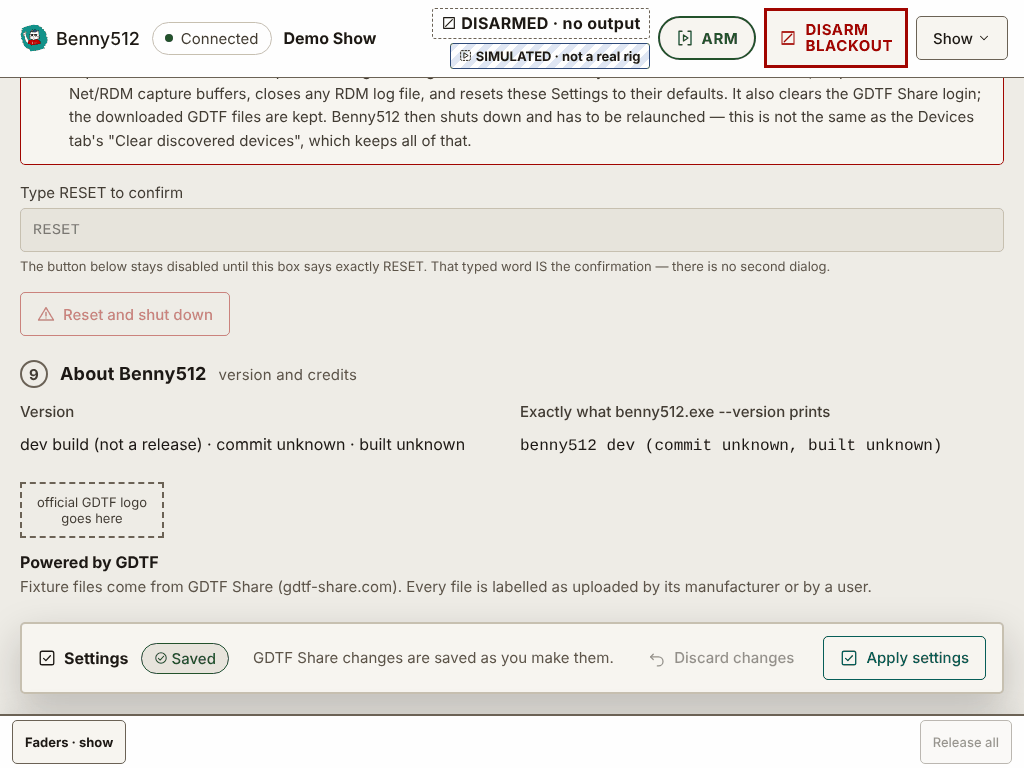 Benny512
Connected
Demo Show
DISARMED · no output
SIMULATED · not a real rig
ARM
DISARM
BLACKOUT
Show
Net/RDM capture buffers, closes any RDM log file, and resets these Settings to their defaults. It also clears the GDTF Share login;
the downloaded GDTF files are kept. Benny512 then shuts down and has to be relaunched — this is not the same as the Devices
tab's "Clear discovered devices", which keeps all of that.
Type RESET to confirm
RESET
The button below stays disabled until this box says exactly RESET. That typed word IS the confirmation — there is no second dialog.
Reset and shut down
9 About Benny512 version and credits
Version
dev build (not a release) · commit unknown · built unknown
Exactly what benny512.exe --version prints
benny512 dev (commit unknown, built unknown)
official GDTF logo
goes here
Powered by GDTF
Fixture files come from GDTF Share (gdtf-share.com). Every file is labelled as uploaded by its manufacturer or by a user.
Settings
Saved
GDTF Share changes are saved as you make them.
Discard changes
Apply settings
Faders · show
Release all